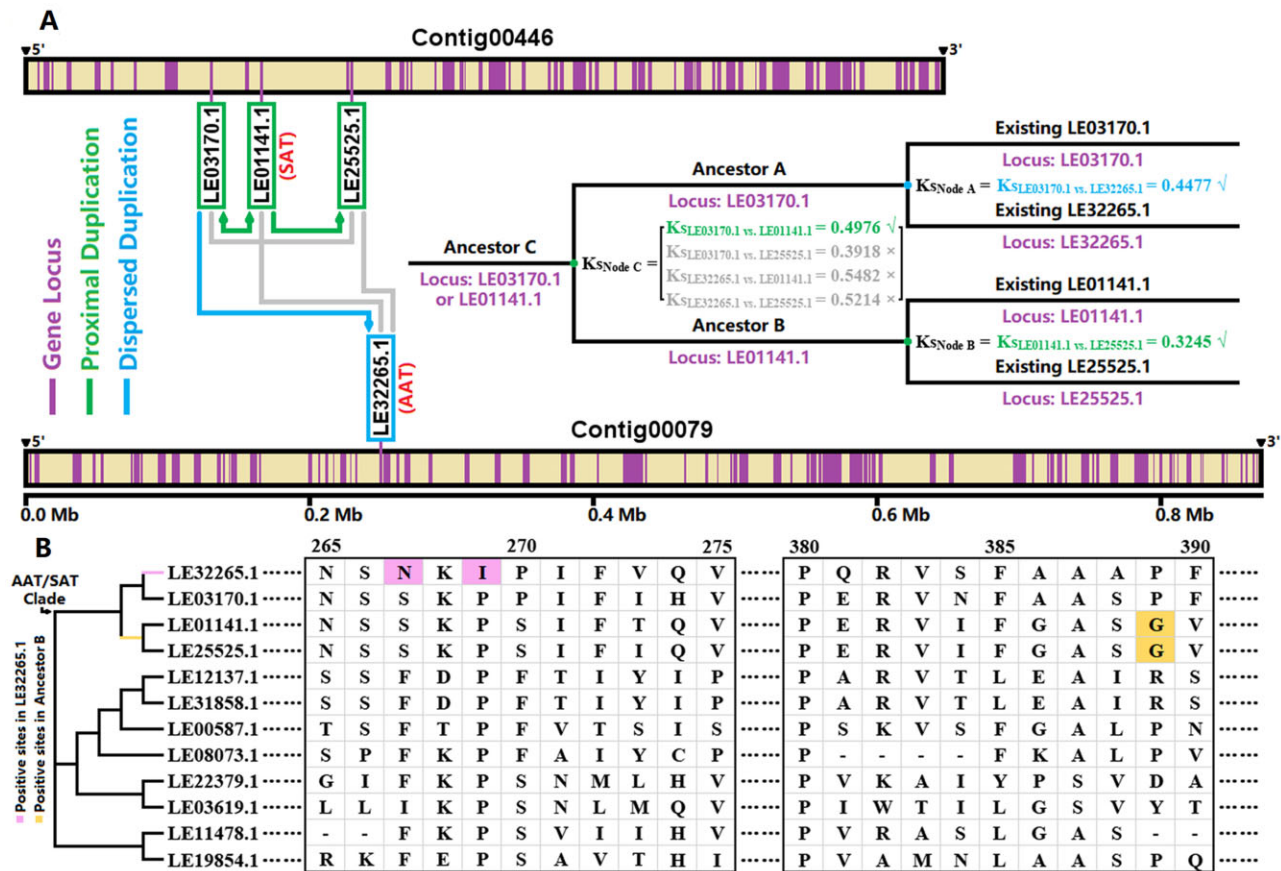 A
5' Contig00446 3'
LE03170.1
LE01141.1
(SAT)
LE25525.1
Gene Locus
Proximal Duplication
Dispersed Duplication
LE32265.1
(AAT)
Ancestor C
Locus: LE03170.1
or LE01141.1
Ancestor A
Locus: LE03170.1
KsNode C =
KsLE03170.1 vs. LE01141.1 = 0.4976 √
KsLE03170.1 vs. LE25525.1 = 0.3918 ×
KsLE32265.1 vs. LE01141.1 = 0.5482 ×
KsLE32265.1 vs. LE25525.1 = 0.5214 ×
Ancestor B
Locus: LE01141.1
Existing LE03170.1
Locus: LE03170.1
KsNode A = KsLE03170.1 vs. LE32265.1 = 0.4477 √
Existing LE32265.1
Locus: LE32265.1
Existing LE01141.1
Locus: LE01141.1
KsNode B = KsLE01141.1 vs. LE25525.1 = 0.3245 √
Existing LE25525.1
Locus: LE25525.1
5' Contig00079 3'
0.0 Mb 0.2 Mb 0.4 Mb 0.6 Mb 0.8 Mb
B
AAT/SAT
Clade
Positive sites in LE32265.1
Positive sites in Ancestor B
265 270 275 380 385 390
LE32265.1 N S N K I P I F V Q V P Q R V S F A A A P F
LE03170.1 N S S K P P I F I H V P E R V N F A A S P F
LE01141.1 N S S K P S I F T Q V P E R V I F G A S G V
LE25525.1 N S S K P S I F I Q V P E R V I F G A S G V
LE12137.1 S S F D P F T I Y I P P A R V T L E A I R S
LE31858.1 S S F D P F T I Y I P P A R V T L E A I R S
LE00587.1 T S F T P F V T S I S P S K V S F G A L P N
LE08073.1 S P F K P F A I Y C P P - - - - F K A L P V
LE22379.1 G I F K P S N M L H V P V K A I Y P S V D A
LE03619.1 L L I K P S N L M Q V P I W T I L G S V Y T
LE11478.1 - - F K P S V I I H V P V R A S L G A S - -
LE19854.1 R K F E P S A V T H I P V A M N L A A S P Q